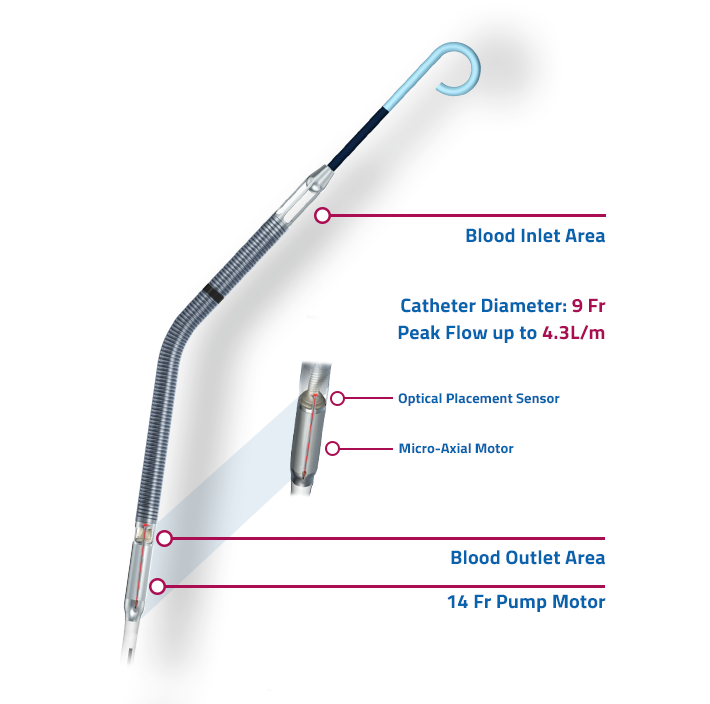 Blood Inlet Area
Catheter Diameter: 9 Fr
Peak Flow up to 4.3L/m
Optical Placement Sensor
Micro-Axial Motor
Blood Outlet Area
14 Fr Pump Motor